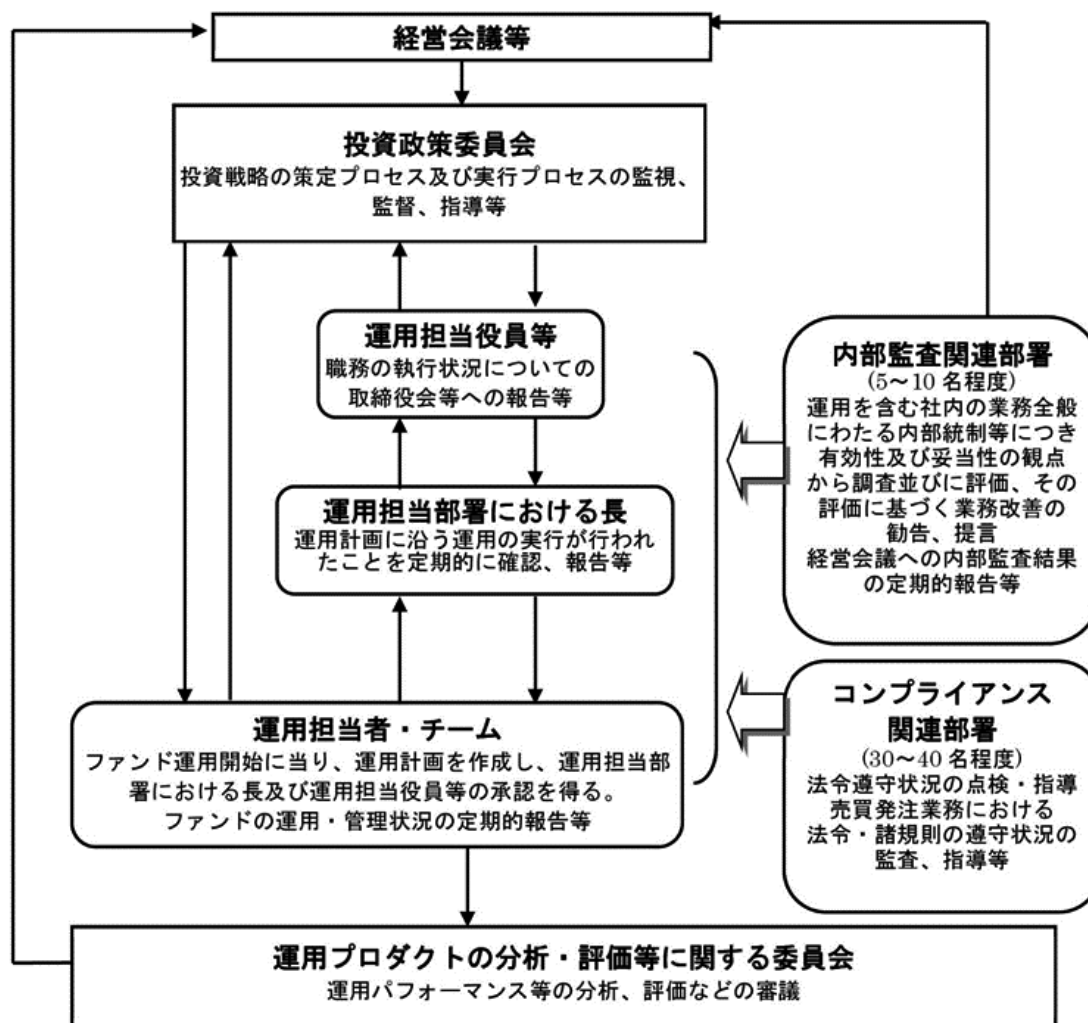 経営会議等
投資政策委員会
投資戦略の策定プロセス及び実行プロセスの監視、
監督、指導等
運用担当役員等
職務の執行状況についての
取締役会等への報告等
運用担当部署における長
運用計画に沿う運用の実行が行われ
たことを定期的に確認、報告等
運用担当者・チーム
ファンド運用開始に当り、運用計画を作成し、運用担当部
署における長及び運用担当役員等の承認を得る。
ファンドの運用・管理状況の定期的報告等
内部監査関連部署
(5～10 名程度)
運用を含む社内の業務全般
にわたる内部統制等につき
有効性及び妥当性の観点
から調査並びに評価、その
評価に基づく業務改善の
勧告、提言
経営会議への内部監査結果
の定期的報告等
コンプライアンス
関連部署
(30～40 名程度)
法令遵守状況の点検・指導
売買発注業務における
法令・諸規則の遵守状況の
監査、指導等
運用プロダクトの分析・評価等に関する委員会
運用パフォーマンス等の分析、評価などの審議